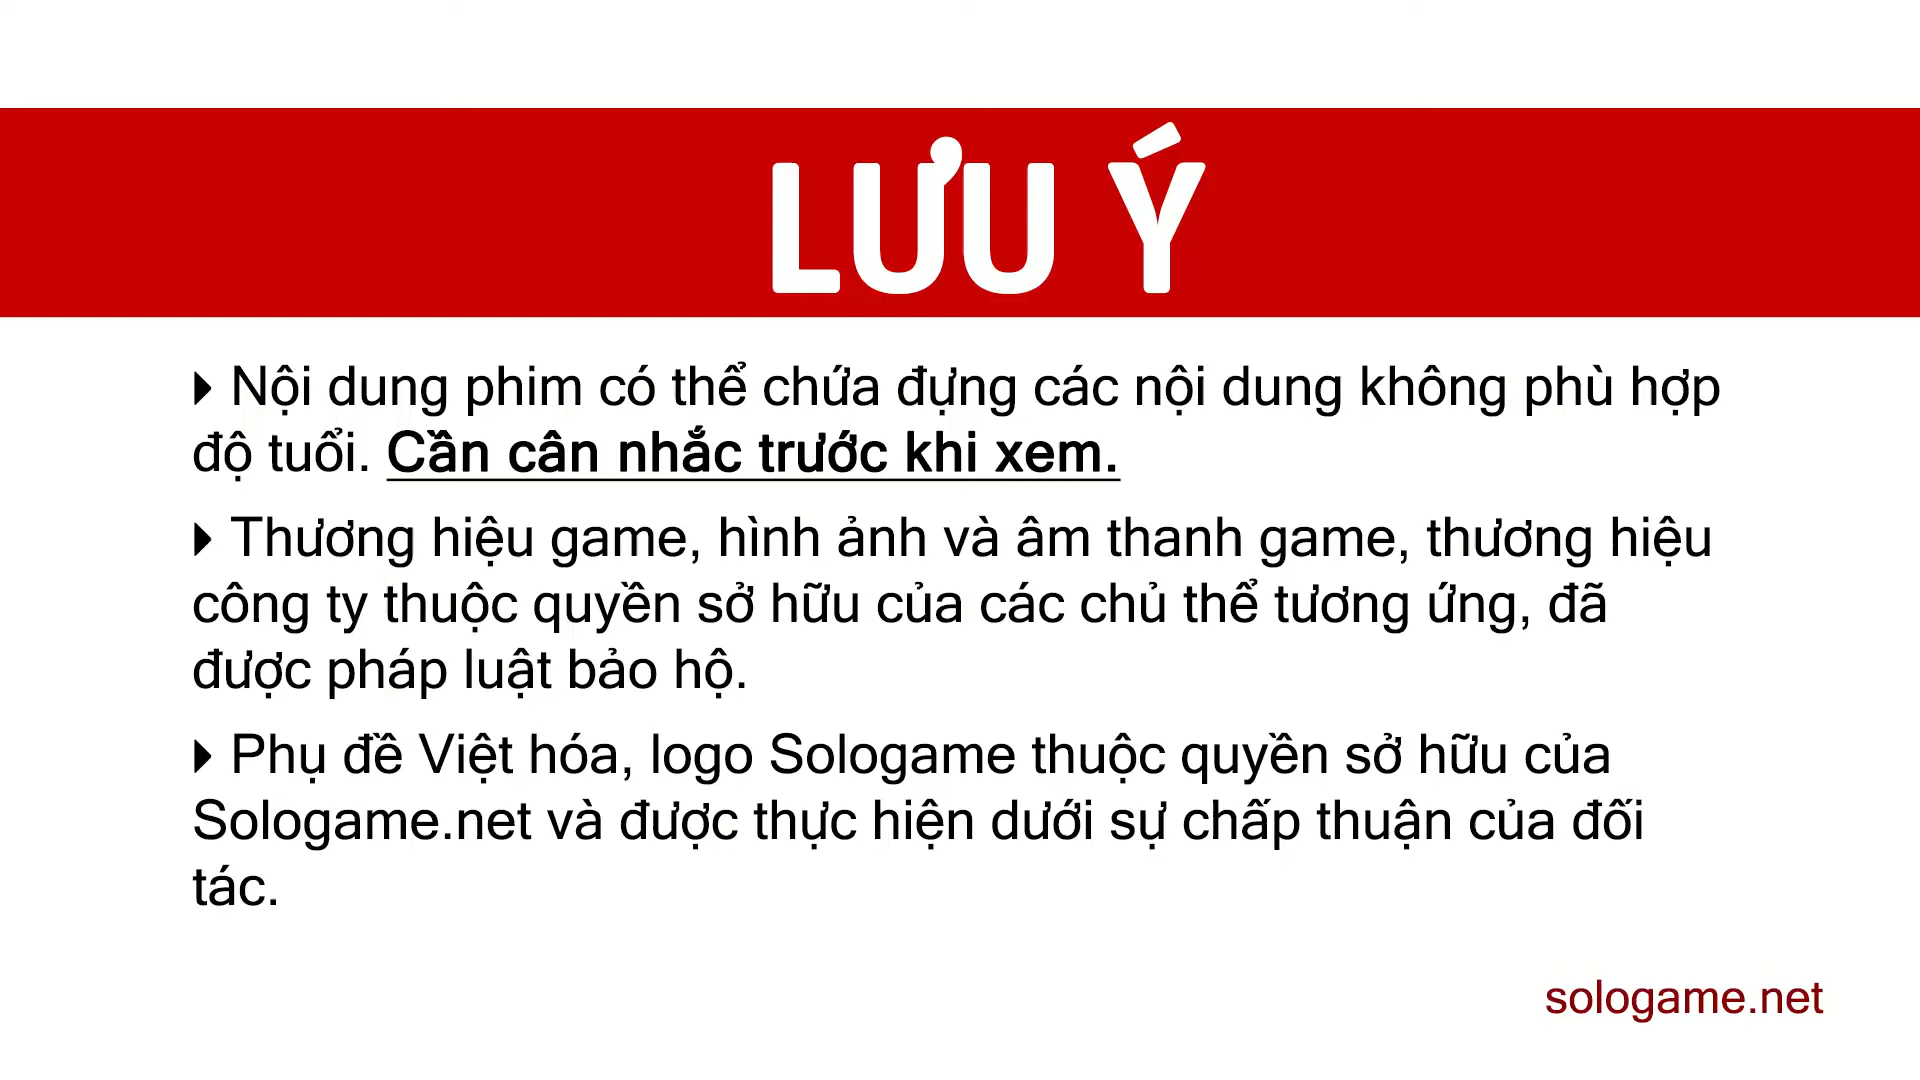 LƯU Ý
Nội dung phim có thể chứa đựng các nội dung không phù hợp
độ tuổi. Cần cân nhắc trước khi xem.
Thương hiệu game, hình ảnh và âm thanh game, thương hiệu
công ty thuộc quyền sở hữu của các chủ thể tương ứng, đã
được pháp luật bảo hộ.
Phụ đề Việt hóa, logo Sologame thuộc quyền sở hữu của
Sologame.net và được thực hiện dưới sự chấp thuận của đối
tác.
sologame.net